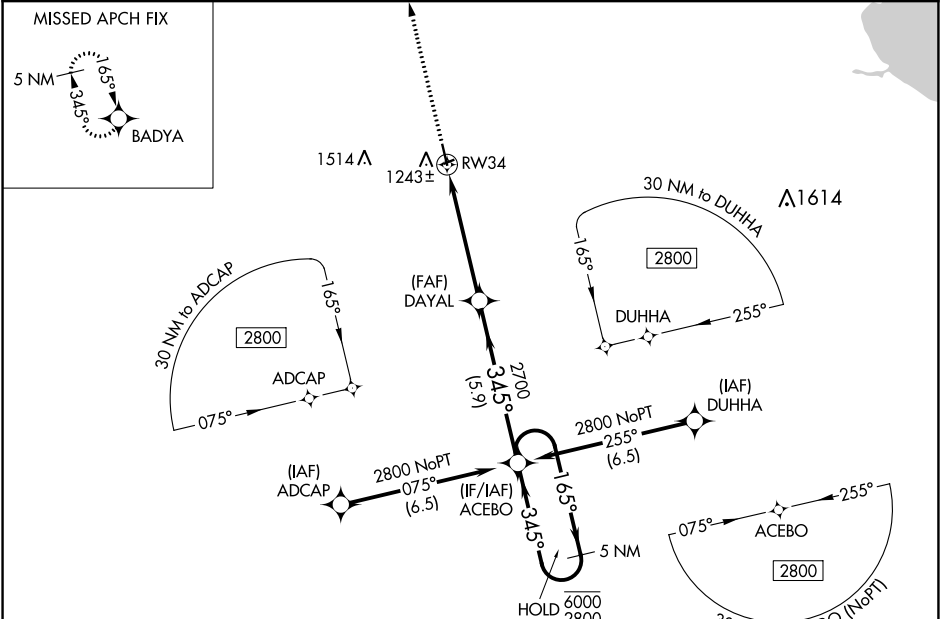 MISSED APCH FIX
5 NM
165°
345°
BADYA
1514
1243±
RW34
30 NM to DUHHA
1614
165°
2800
DUHHA
255°
30 NM to ADCAP
165°
2800
ADCAP
075°
(FAF)
DAYAL
2700
345°
(5.9)
(IAF)
DUHHA
2800 NoPT
255°
(6.5)
(IAF)
ADCAP
2800 NoPT
075°
(6.5)
(IF/IAF)
ACEBO
165°
345°
5 NM
HOLD
6000
2800
075°
255°
ACEBO
2800
(NoPT)